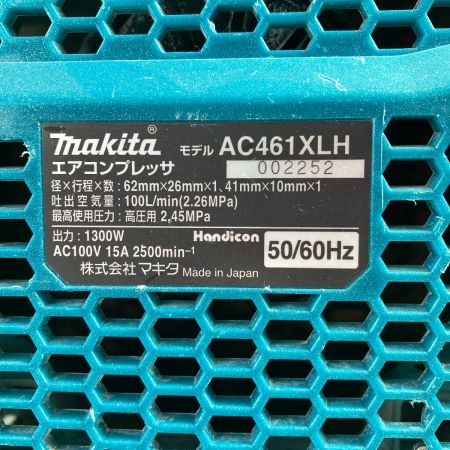 makita® モデル AC461XLH
エアコンプレッサ 002252
径×行程×数：62mm×26mm×1、41mm×10mm×1
吐出空気量：100L/min(2.26MPa)
最高使用圧力：高圧用 2.45MPa
出力：1300W Handicon
AC100V 15A 2500min⁻¹ 50/60Hz
株式会社マキタ Made in Japan